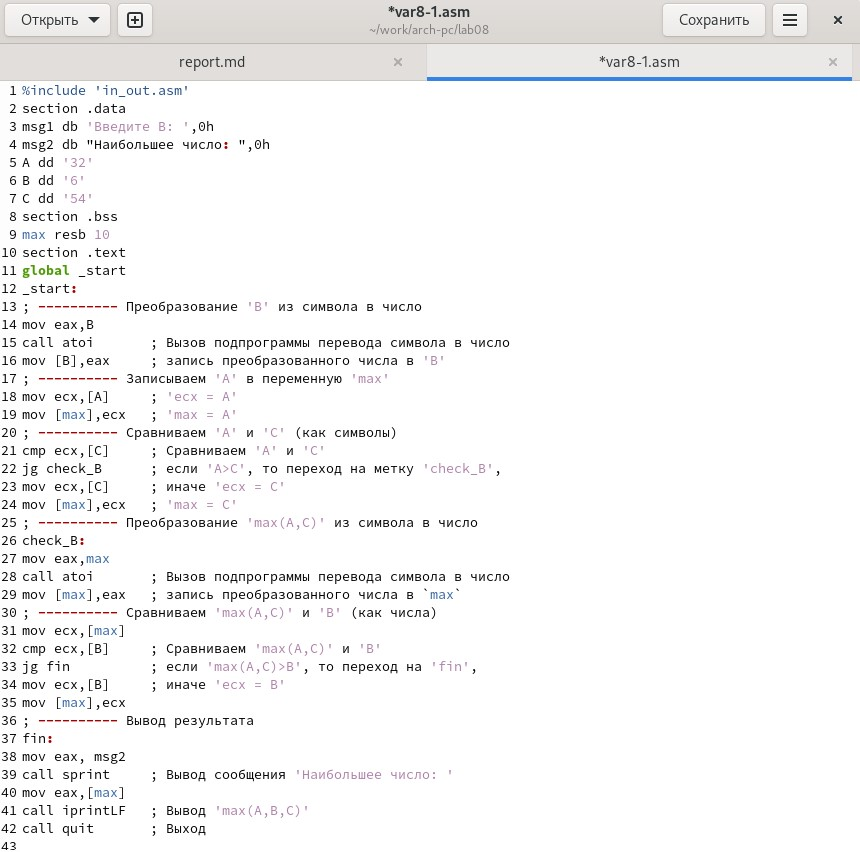 Открыть
*var8-1.asm
~/work/arch-pc/lab08
Сохранить
report.md
*var8-1.asm
1 %include 'in_out.asm'
2 section .data
3 msg1 db 'Введите B: ',0h
4 msg2 db "Наибольшее число: ",0h
5 A dd '32'
6 B dd '6'
7 C dd '54'
8 section .bss
9 max resb 10
10 section .text
11 global _start
12 _start:
13 ; ---------- Преобразование 'B' из символа в число
14 mov eax,B
15 call atoi ; Вызов подпрограммы перевода символа в число
16 mov [B],eax ; запись преобразованного числа в 'B'
17 ; ---------- Записываем 'A' в переменную 'max'
18 mov ecx,[A] ; 'ecx = A'
19 mov [max],ecx ; 'max = A'
20 ; ---------- Сравниваем 'A' и 'C' (как символы)
21 cmp ecx,[C] ; Сравниваем 'A' и 'C'
22 jg check_B ; если 'A>C', то переход на метку 'check_B',
23 mov ecx,[C] ; иначе 'ecx = C'
24 mov [max],ecx ; 'max = C'
25 ; ---------- Преобразование 'max(A,C)' из символа в число
26 check_B:
27 mov eax,max
28 call atoi ; Вызов подпрограммы перевода символа в число
29 mov [max],eax ; запись преобразованного числа в `max`
30 ; ---------- Сравниваем 'max(A,C)' и 'B' (как числа)
31 mov ecx,[max]
32 cmp ecx,[B] ; Сравниваем 'max(A,C)' и 'B'
33 jg fin ; если 'max(A,C)>B', то переход на 'fin',
34 mov ecx,[B] ; иначе 'ecx = B'
35 mov [max],ecx
36 ; ---------- Вывод результата
37 fin:
38 mov eax, msg2
39 call sprint ; Вывод сообщения 'Наибольшее число: '
40 mov eax,[max]
41 call iprintLF ; Вывод 'max(A,B,C)'
42 call quit ; Выход
43